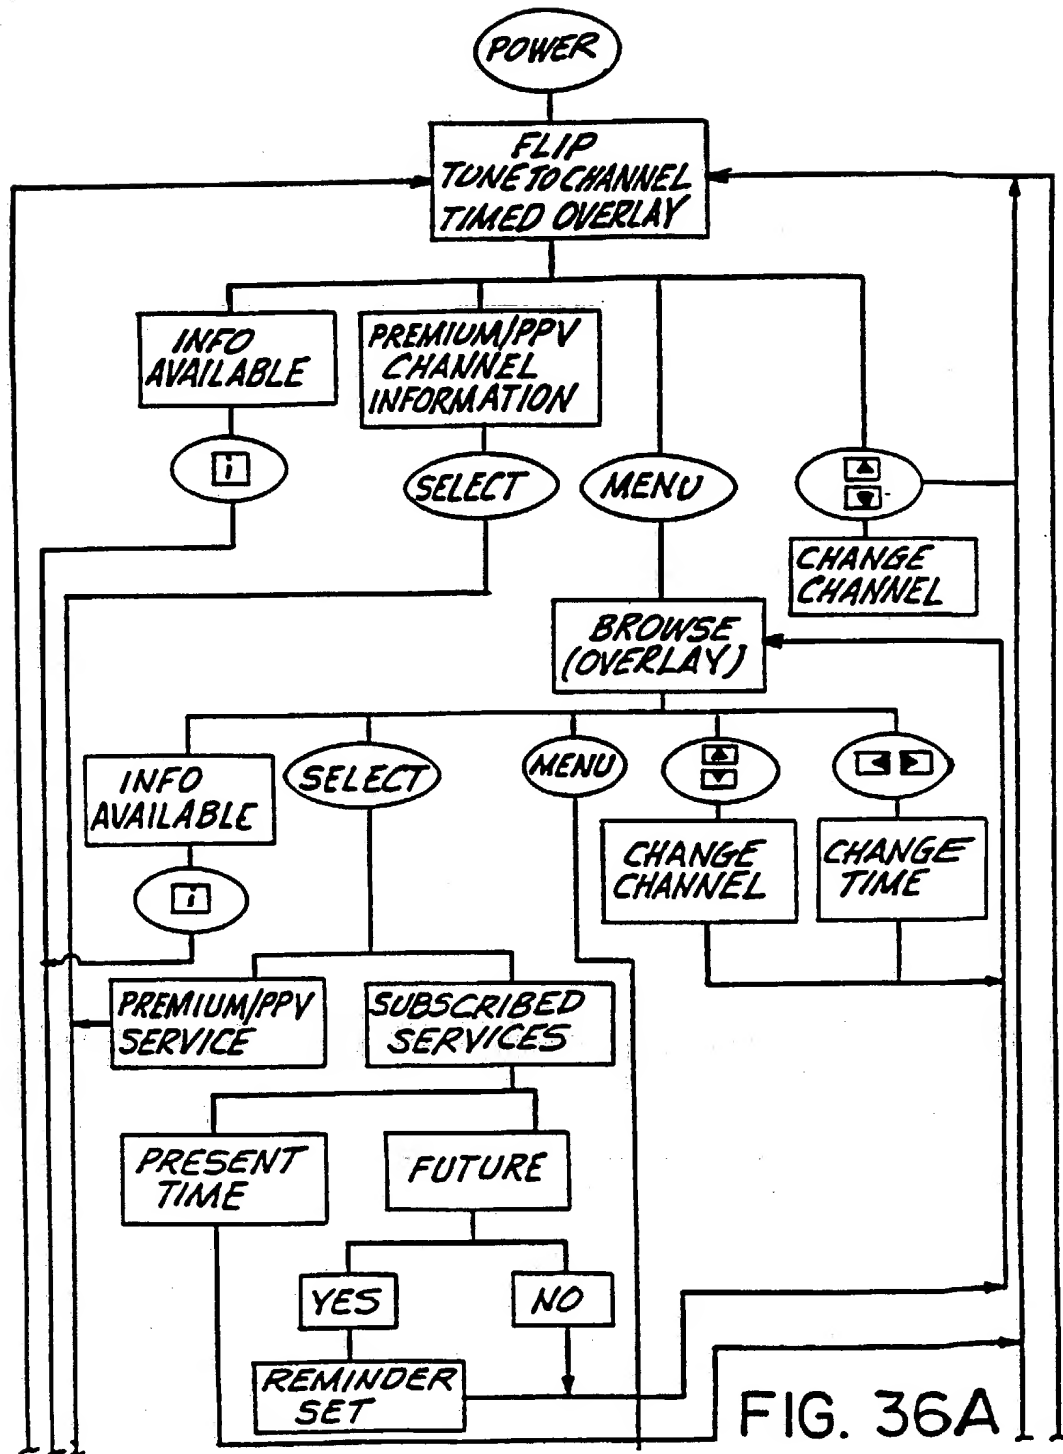 POWER
FLIP
TUNE TO CHANNEL
TIMED OVERLAY
INFO
AVAILABLE
i
PREMIUM/PPV
CHANNEL
INFORMATION
SELECT
MENU
CHANGE
CHANNEL
BROWSE
(OVERLAY)
INFO
AVAILABLE
i
SELECT
MENU
CHANGE
CHANNEL
CHANGE
TIME
PREMIUM/PPV
SERVICE
SUBSCRIBED
SERVICES
PRESENT
TIME
FUTURE
YES
NO
REMINDER
SET
FIG. 36A